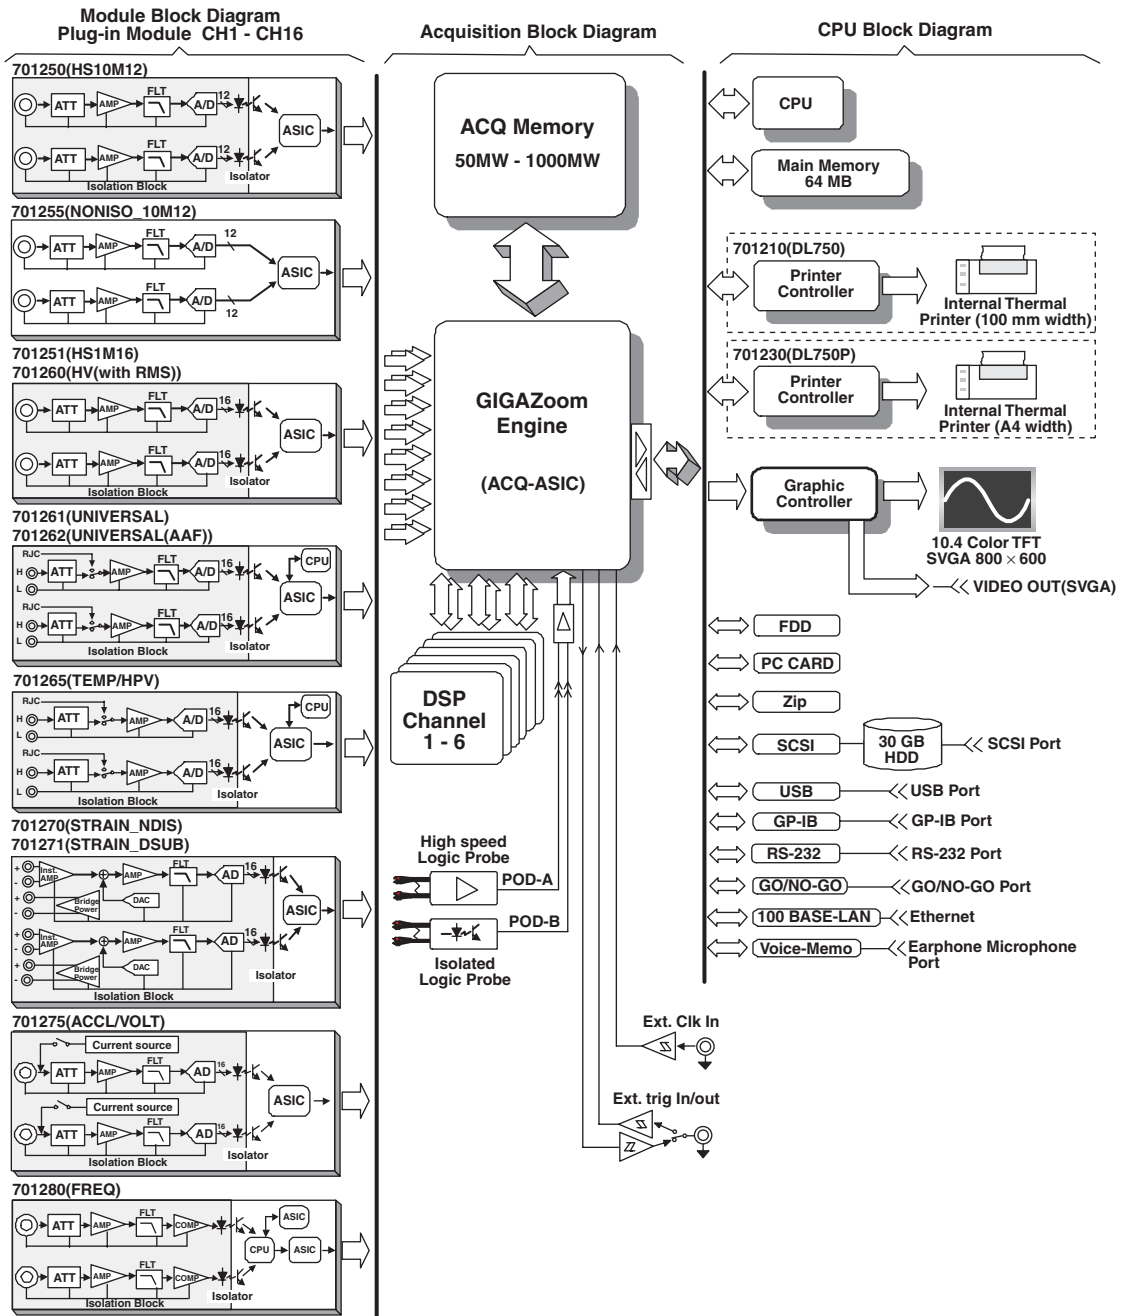 Module Block Diagram
Plug-in Module CH1 - CH16
701250(HS10M12)
ATT
AMP
FLT
A/D
12
ASIC
ATT
AMP
FLT
A/D
12
Isolation Block
Isolator
701255(NONISO_10M12)
ATT
AMP
FLT
A/D
12
ASIC
ATT
AMP
FLT
A/D
12
701251(HS1M16)
701260(HV(with RMS))
ATT
AMP
FLT
A/D
16
ASIC
ATT
AMP
FLT
A/D
16
Isolation Block
Isolator
701261(UNIVERSAL)
701262(UNIVERSAL(AAF))
RJC
H
L
ATT
AMP
FLT
A/D
16
CPU
ASIC
RJC
H
L
ATT
AMP
FLT
A/D
16
Isolation Block
Isolator
701265(TEMP/HPV)
RJC
H
L
ATT
AMP
A/D
16
CPU
ASIC
RJC
H
L
ATT
AMP
A/D
16
Isolation Block
Isolator
701270(STRAIN_NDIS)
701271(STRAIN_DSUB)
+
-
+
-
Inst.
AMP
Bridge
Power
AMP
DAC
FLT
AD
16
ASIC
+
-
+
-
Inst.
AMP
Bridge
Power
AMP
DAC
FLT
AD
16
Isolation Block
Isolator
701275(ACCL/VOLT)
Current source
ATT
AMP
FLT
AD
16
ASIC
Current source
ATT
AMP
FLT
AD
16
Isolation Block
Isolator
701280(FREQ)
ATT
AMP
FLT
COMP
ASIC
CPU
ASIC
ATT
AMP
FLT
COMP
Isolation Block
Isolator
Acquisition Block Diagram
ACQ Memory
50MW - 1000MW
GIGAZoom
Engine
(ACQ-ASIC)
DSP
Channel
1 - 6
High speed
Logic Probe
POD-A
POD-B
Isolated
Logic Probe
Ext. Clk In
Ext. trig In/out
CPU Block Diagram
CPU
Main Memory
64 MB
701210(DL750)
Printer
Controller
Internal Thermal
Printer (100 mm width)
701230(DL750P)
Printer
Controller
Internal Thermal
Printer (A4 width)
Graphic
Controller
10.4 Color TFT
SVGA 800 × 600
VIDEO OUT(SVGA)
FDD
PC CARD
Zip
SCSI
30 GB
HDD
SCSI Port
USB
USB Port
GP-IB
GP-IB Port
RS-232
RS-232 Port
GO/NO-GO
GO/NO-GO Port
100 BASE-LAN
Ethernet
Voice-Memo
Earphone Microphone
Port